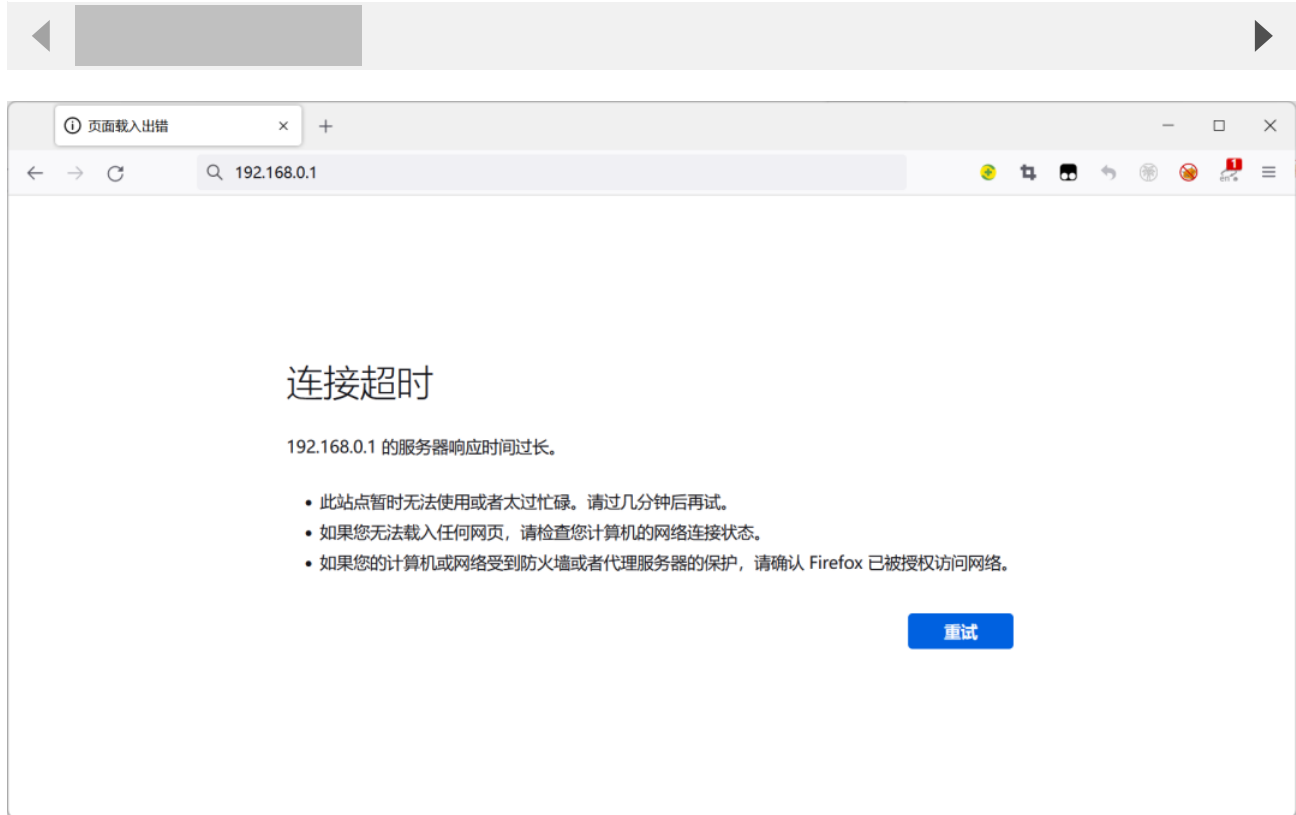 页面载入出错
192.168.0.1
1
en
连接超时
192.168.0.1 的服务器响应时间过长。
此站点暂时无法使用或者太过忙碌。请过几分钟后再试。
如果您无法载入任何网页，请检查您计算机的网络连接状态。
如果您的计算机或网络受到防火墙或者代理服务器的保护，请确认 Firefox 已被授权访问网络。
重试